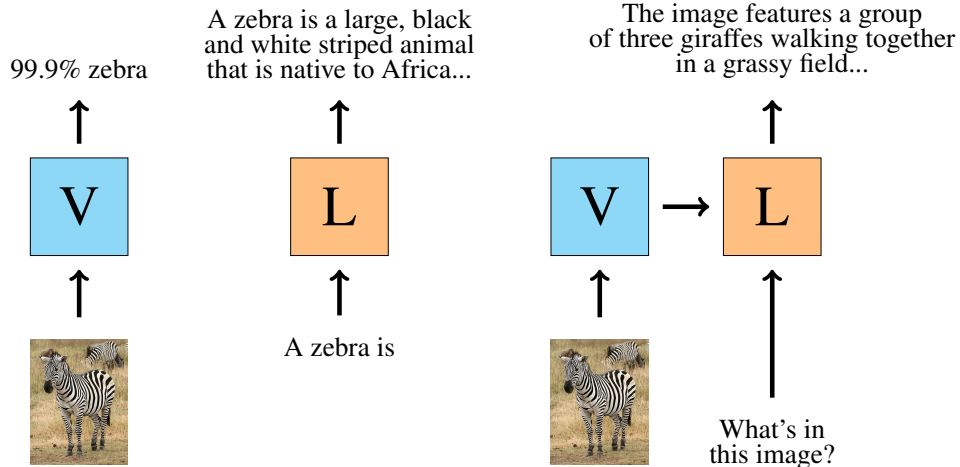 99.9% zebra
V
A zebra is a large, black
and white striped animal
that is native to Africa...
L
A zebra is
The image features a group
of three giraffes walking together
in a grassy field...
V
L
What's in
this image?